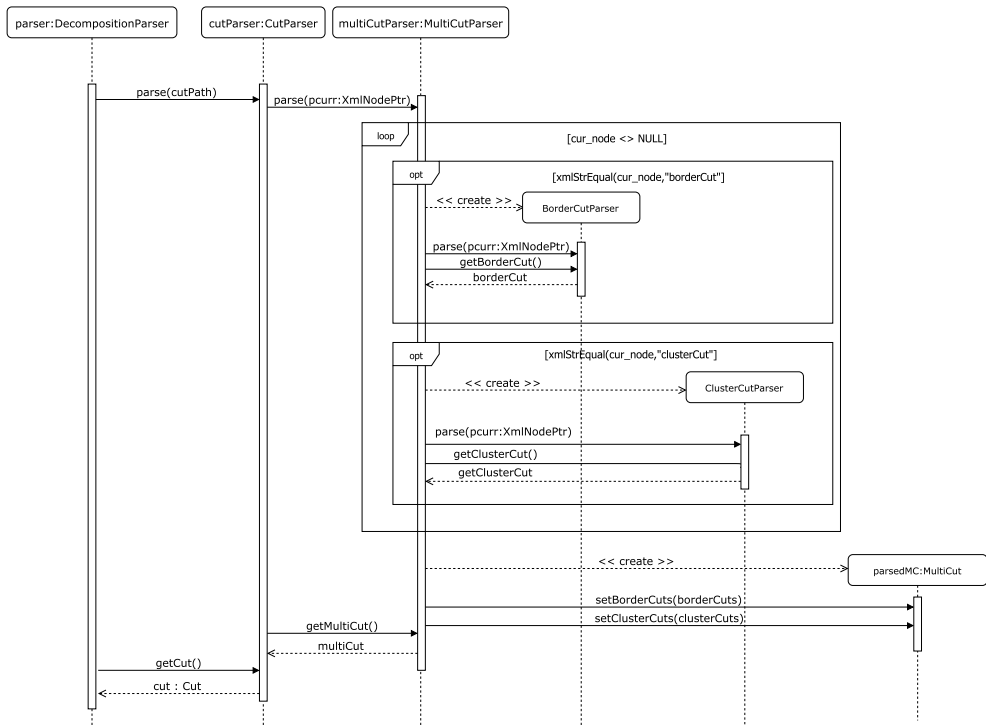 parser:DecompositionParser
cutParser:CutParser
multiCutParser:MultiCutParser
parse(cutPath)
parse(pcurr:XmlNodePtr)
loop
[cur_node <> NULL]
opt
[xmlStrEqual(cur_node,"borderCut"]
<< create >>
BorderCutParser
parse(pcurr:XmlNodePtr)
getBorderCut()
borderCut
opt
[xmlStrEqual(cur_node,"clusterCut"]
<< create >>
ClusterCutParser
parse(pcurr:XmlNodePtr)
getClusterCut()
getClusterCut
<< create >>
parsedMC:MultiCut
setBorderCuts(borderCuts)
setClusterCuts(clusterCuts)
getMultiCut()
multiCut
getCut()
cut : Cut